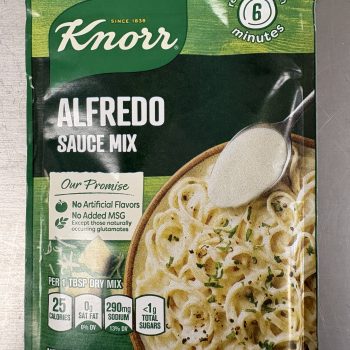 SINCE 1838
Knorr
6
minutes
ALFREDO
SAUCE MIX
Our Promise
No Artificial Flavors
No Added MSG
Except those naturally
occuring glutamates
PER 1 TBSP DRY MIX
25
CALORIES
0g
SAT FAT
0% DV
290mg
SODIUM
13% DV
<1g
TOTAL
SUGARS